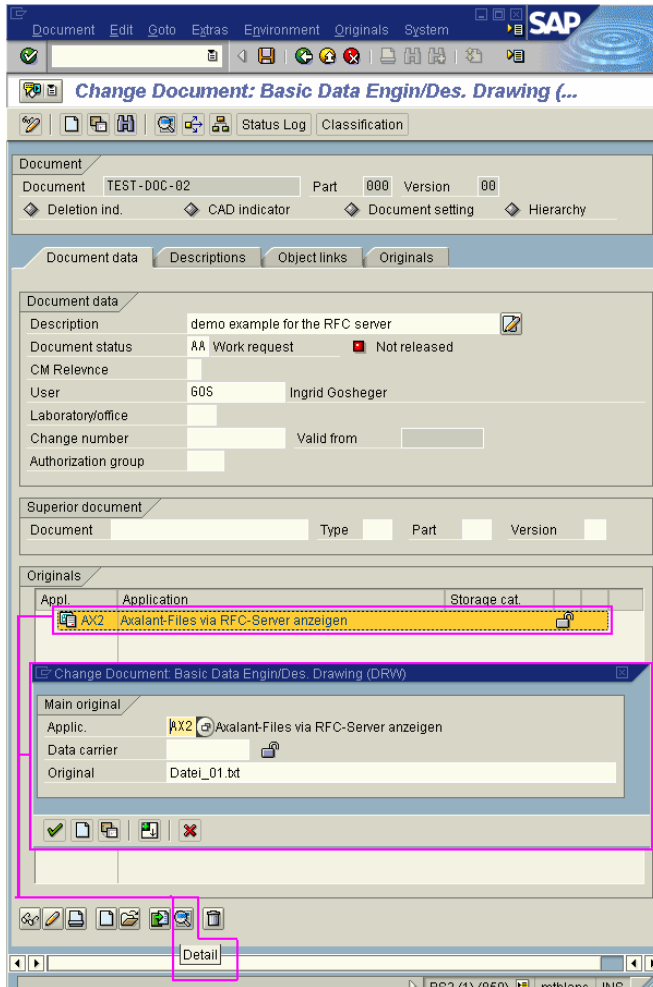 Document Edit Goto Extras Environment Originals System
SAP
Change Document: Basic Data Engin/Des. Drawing (...
Status Log Classification
Document
Document TEST-DOC-02 Part 000 Version 00
Deletion ind. CAD indicator Document setting Hierarchy
Document data Descriptions Object links Originals
Document data
Description demo example for the RFC server
Document status AA Work request Not released
CM Relevnce
User GOS Ingrid Gosheger
Laboratory/office
Change number Valid from
Authorization group
Superior document
Document Type Part Version
Originals
Appl. Application Storage cat.
AX2 Axalant-Files via RFC-Server anzeigen
Change Document: Basic Data Engin/Des. Drawing (DRW)
Main original
Applic. AX2 Axalant-Files via RFC-Server anzeigen
Data carrier
Original Datei_01.txt
Detail